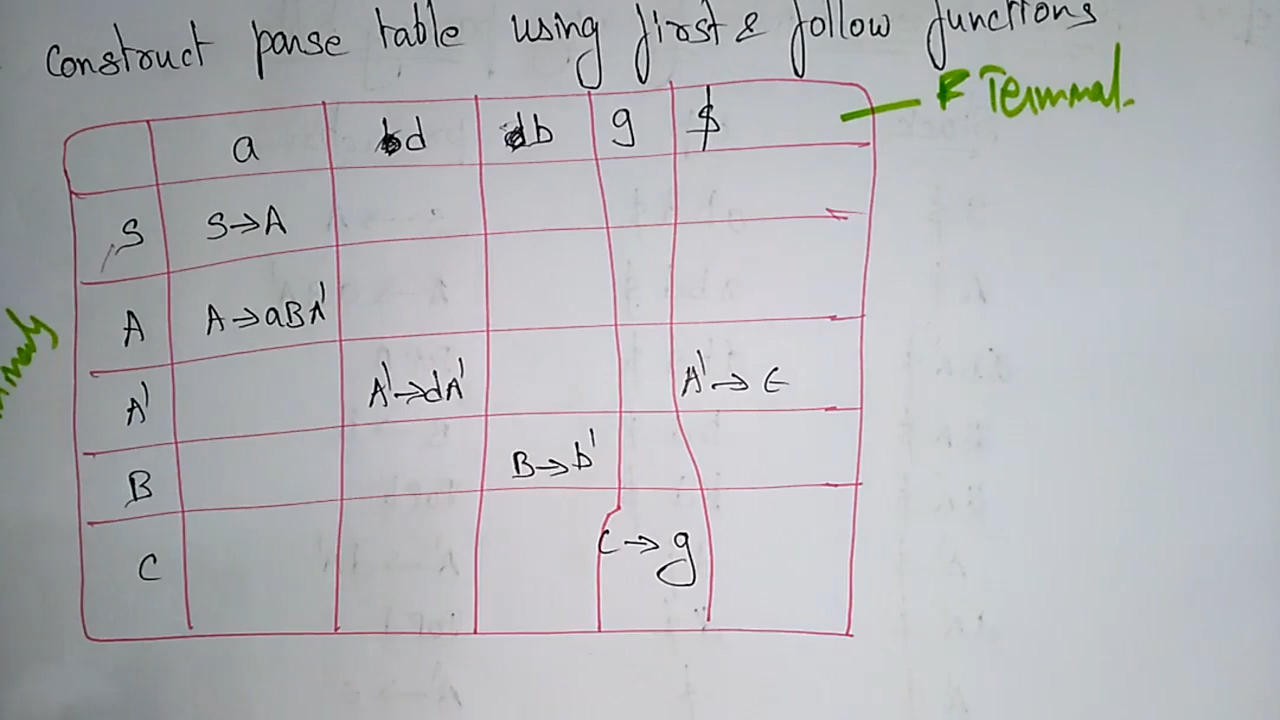 construct parse table using first & follow functions
Terminal.
a d b g $
S S→A
A A→aBA'
A' A'→dA' A'→ε
B B→b'
C C→g